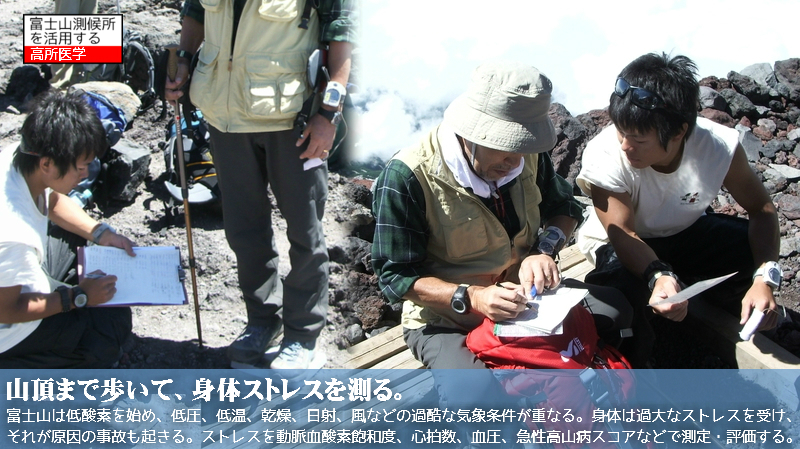 富士山測候所
を活用する
高所医学
山頂まで歩いて、身体ストレスを測る。
富士山は低酸素を始め、低圧、低温、乾燥、日射、風などの過酷な気象条件が重なる。身体は過大なストレスを受け、
それが原因の事故も起きる。ストレスを動脈血酸素飽和度、心拍数、血圧、急性高山病スコアなどで測定・評価する。